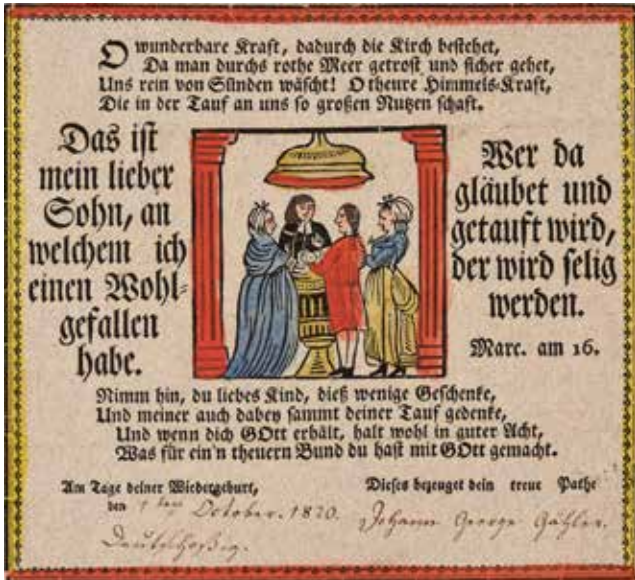 O wunderbare Kraft, dadurch die Kirch bestehet,
Da man durchs rothe Meer getrost und sicher gehet,
Uns rein von Sünden wäscht! O theure Himmels-Kraft,
Die in der Tauf an uns so großen Nutzen schaft.
Das ist
mein lieber
Sohn, an
welchem ich
einen Wohl-
gefallen
habe.
Wer da
gläubet und
getauft wird,
der wird selig
werden.
Marc. am 16.
Nimm hin, du liebes Kind, dieß wenige Geschenke,
Und meiner auch dabey sammt deiner Tauf gedenke,
Und wenn dich GOtt erhält, halt wohl in guter Acht,
Was für ein'n theuern Bund du hast mit GOtt gemacht.
Am Tage deiner Wiedergeburt,
den October. 1820.
Dieses bezeuget dein treue Pathe
Johann George Gähler.